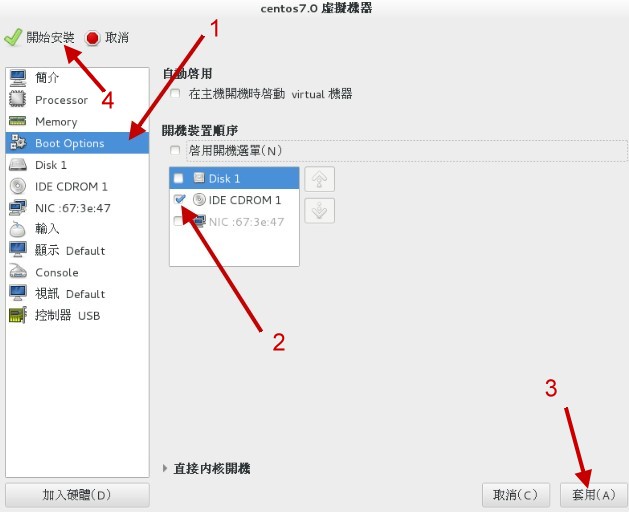 centos7.0 虛擬機器
1
開始安裝 取消
4
簡介
Processor
Memory
Boot Options
Disk 1
IDE CDROM 1
NIC :67:3e:47
輸入
顯示 Default
Console
視訊 Default
控制器 USB
加入硬體(D)
自動啓用
在主機開機時啓動 virtual 機器
開機裝置順序
啓用開機選單(N)
Disk 1
IDE CDROM 1
NIC :67:3e:47
2
3
直接內核開機
取消(C) 套用(A)